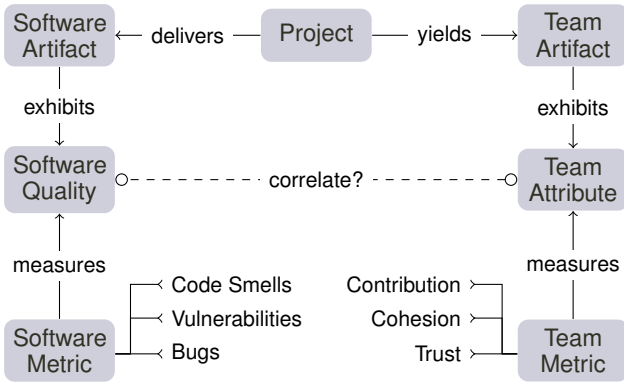 Software
Artifact
delivers
Project
yields
Team
Artifact
exhibits
exhibits
Software
Quality
correlate?
Team
Attribute
measures
measures
Code Smells
Vulnerabilities
Bugs
Contribution
Cohesion
Trust
Software
Metric
Team
Metric